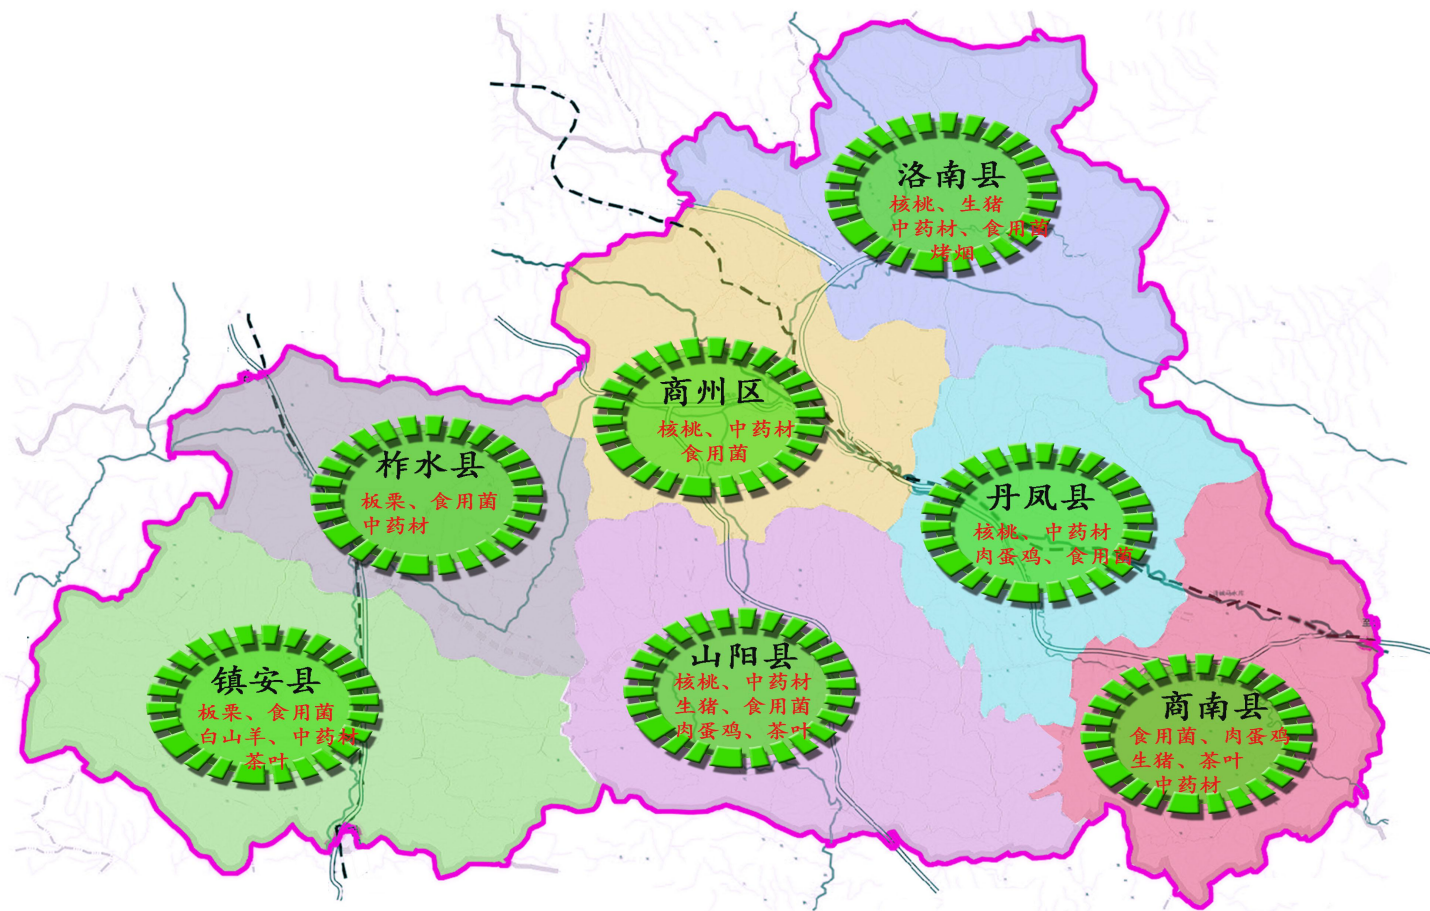 洛南县
核桃、生猪
中药材、食用菌
烤烟
商州区
核桃、中药材
食用菌
柞水县
板栗、食用菌
中药材
丹凤县
核桃、中药材
肉蛋鸡、食用菌
镇安县
板栗、食用菌
白山羊、中药材
茶叶
山阳县
核桃、中药材
生猪、食用菌
肉蛋鸡、茶叶
商南县
食用菌、肉蛋鸡
生猪、茶叶
中药材